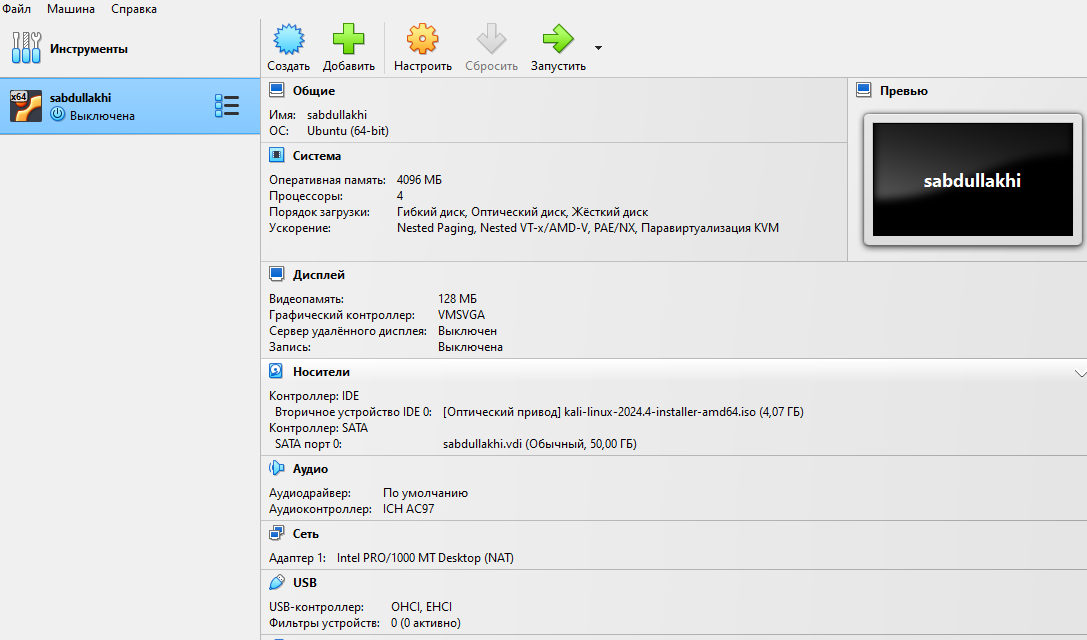 Файл Машина Справка
Инструменты
Создать Добавить Настроить Сбросить Запустить
x64
sabdullakhi
Выключена
Общие
Имя: sabdullakhi
ОС: Ubuntu (64-bit)
Превью
sabdullakhi
Система
Оперативная память: 4096 МБ
Процессоры: 4
Порядок загрузки: Гибкий диск, Оптический диск, Жёсткий диск
Ускорение: Nested Paging, Nested VT-x/AMD-V, PAE/NX, Паравиртуализация KVM
Дисплей
Видеопамять: 128 МБ
Графический контроллер: VMSVGA
Сервер удалённого дисплея: Выключен
Запись: Выключена
Носители
Контроллер: IDE
Вторичное устройство IDE 0: [Оптический привод] kali-linux-2024.4-installer-amd64.iso (4,07 ГБ)
Контроллер: SATA
SATA порт 0: sabdullakhi.vdi (Обычный, 50,00 ГБ)
Аудио
Аудиодрайвер: По умолчанию
Аудиоконтроллер: ICH AC97
Сеть
Адаптер 1: Intel PRO/1000 MT Desktop (NAT)
USB
USB-контроллер: OHCI, EHCI
Фильтры устройств: 0 (0 активно)